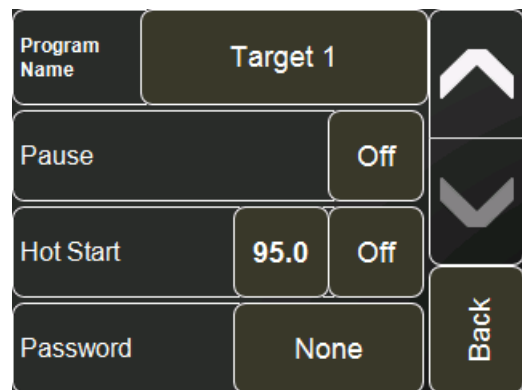 Program
Name
Target 1
Pause
Off
Hot Start
95.0
Off
Password
None
Back